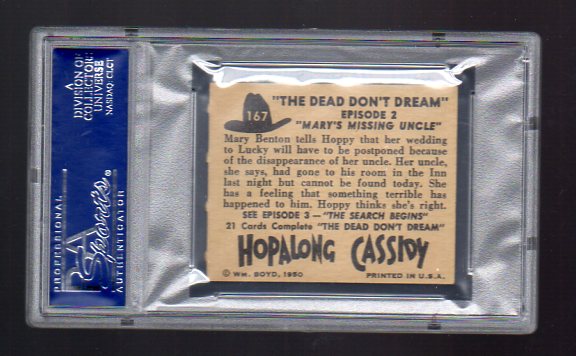 A
DIVISION OF
COLLECTORS
UNIVERSE
NASDAQ: CLCT
PSA
Sports
®
PROFESSIONAL
AUTHENTICATOR
167
"THE DEAD DON'T DREAM"
EPISODE 2
"MARY'S MISSING UNCLE"
Mary Benton tells Hoppy that her wedding
to Lucky will have to be postponed because
of the disappearance of her uncle. Her uncle,
she says, had gone to his room in the Inn
last night but cannot be found today. She
has a feeling that something terrible has
happened to him. Hoppy thinks she's right.
SEE EPISODE 3 — "THE SEARCH BEGINS"
21 Cards Complete "THE DEAD DON'T DREAM"
HOPALONG CASSIDY
© WM. BOYD, 1950 PRINTED IN U.S.A.